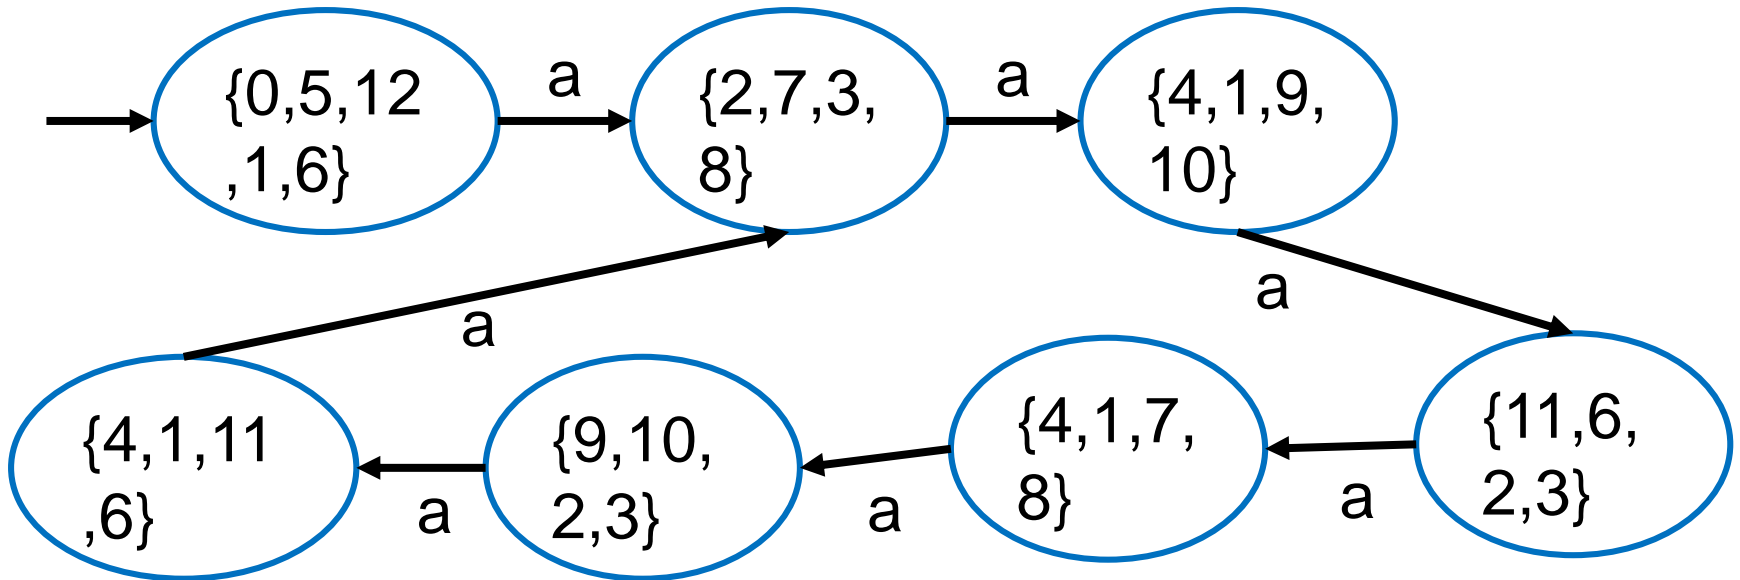 {0,5,12
,1,6}
a
{2,7,3,
8}
a
{4,1,9,
10}
a
a
{4,1,11
,6}
a
{9,10,
2,3}
a
{4,1,7,
8}
a
{11,6,
2,3}